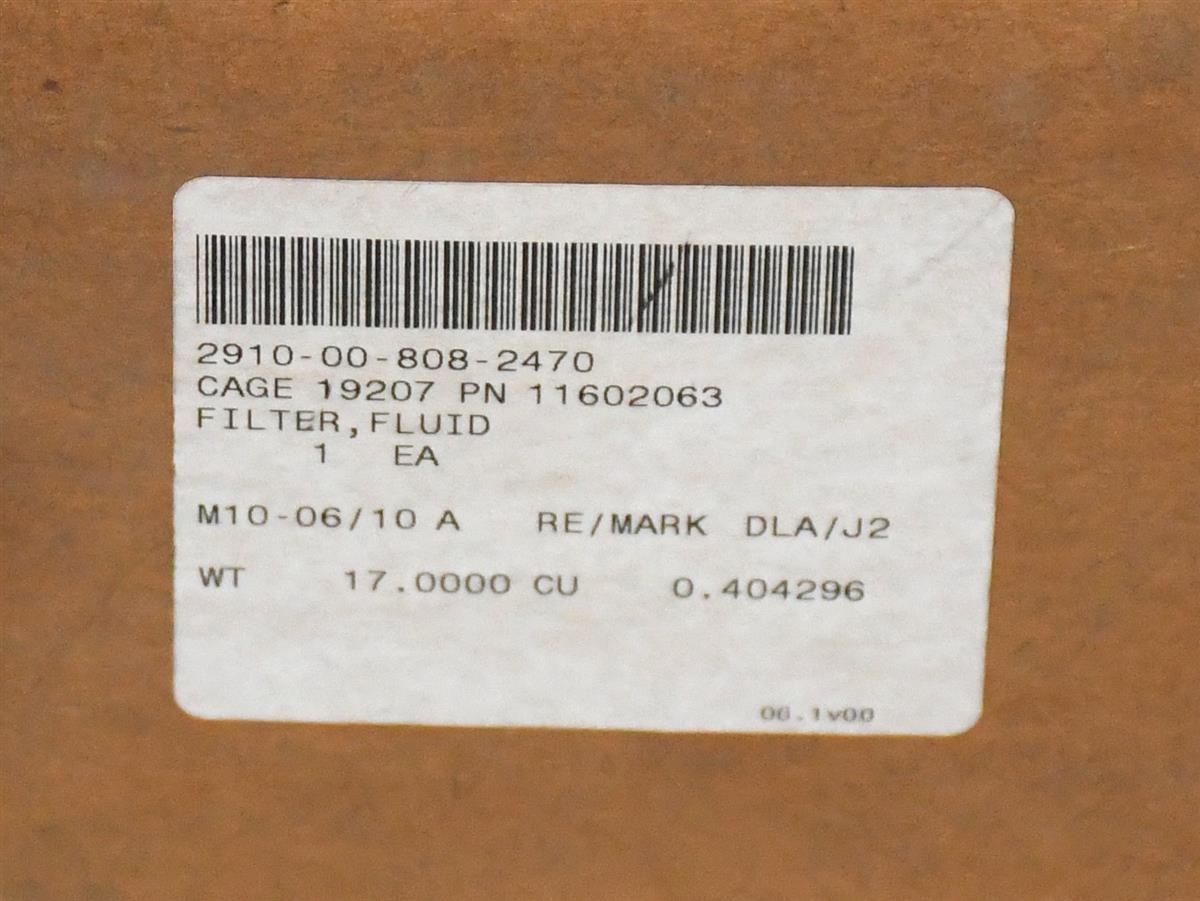 2910-00-808-2470
CAGE 19207 PN 11602063
FILTER,FLUID
1 EA
M10-06/10 A RE/MARK DLA/J2
WT 17.0000 CU 0.404296
06.1v00